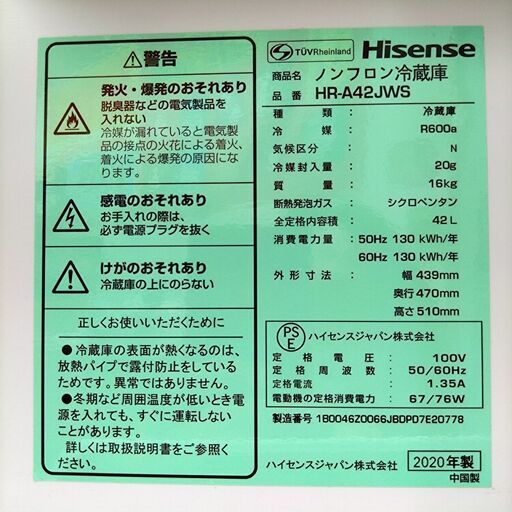 ⚠警告
発火・爆発のおそれあり
脱臭器などの電気製品を
入れない
冷媒が漏れていると電気製
品の接点の火花による着火、
着火による爆発の原因にな
ります。
感電のおそれあり
お手入れの際は、
必ず電源プラグを抜く
けがのおそれあり
冷蔵庫の上にのらない
正しくお使いいただくために
●冷蔵庫の表面が熱くなるのは、
放熱パイプで露付防止をしている
ためです。異常ではありません。
●冬期など周囲温度が低いとき電
源を入れても、すぐに運転しない
ことがあります。
詳しくは取扱説明書をご参照くだ
さい。
TÜVRheinland
Hisense
商品名 ノンフロン冷蔵庫
品番 HR-A42JWS
種類: 冷蔵庫
冷媒: R600a
気候区分: N
冷媒封入量: 20g
質量: 16kg
断熱発泡ガス: シクロペンタン
全定格内容積: 42L
消費電力量: 50Hz 130 kWh/年
60Hz 130 kWh/年
外形寸法: 幅 439mm
奥行 470mm
高さ 510mm
PSE ハイセンスジャパン株式会社
定格電圧: 100V
定格周波数: 50/60Hz
定格電流: 1.35A
電動機の定格消費電力: 67/76W
製造番号 1B0046Z0066JBDPD7E20778
ハイセンスジャパン株式会社
2020年製
中国製